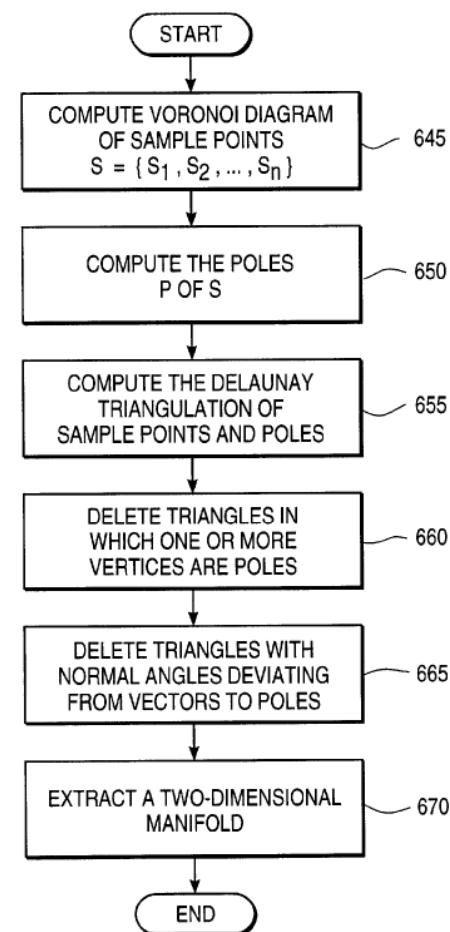 START
COMPUTE VORONOI DIAGRAM
OF SAMPLE POINTS
S = { S1 , S2 , ... , Sn }
645
COMPUTE THE POLES
P OF S
650
COMPUTE THE DELAUNAY
TRIANGULATION OF
SAMPLE POINTS AND POLES
655
DELETE TRIANGLES IN
WHICH ONE OR MORE
VERTICES ARE POLES
660
DELETE TRIANGLES WITH
NORMAL ANGLES DEVIATING
FROM VECTORS TO POLES
665
EXTRACT A TWO-DIMENSIONAL
MANIFOLD
670
END